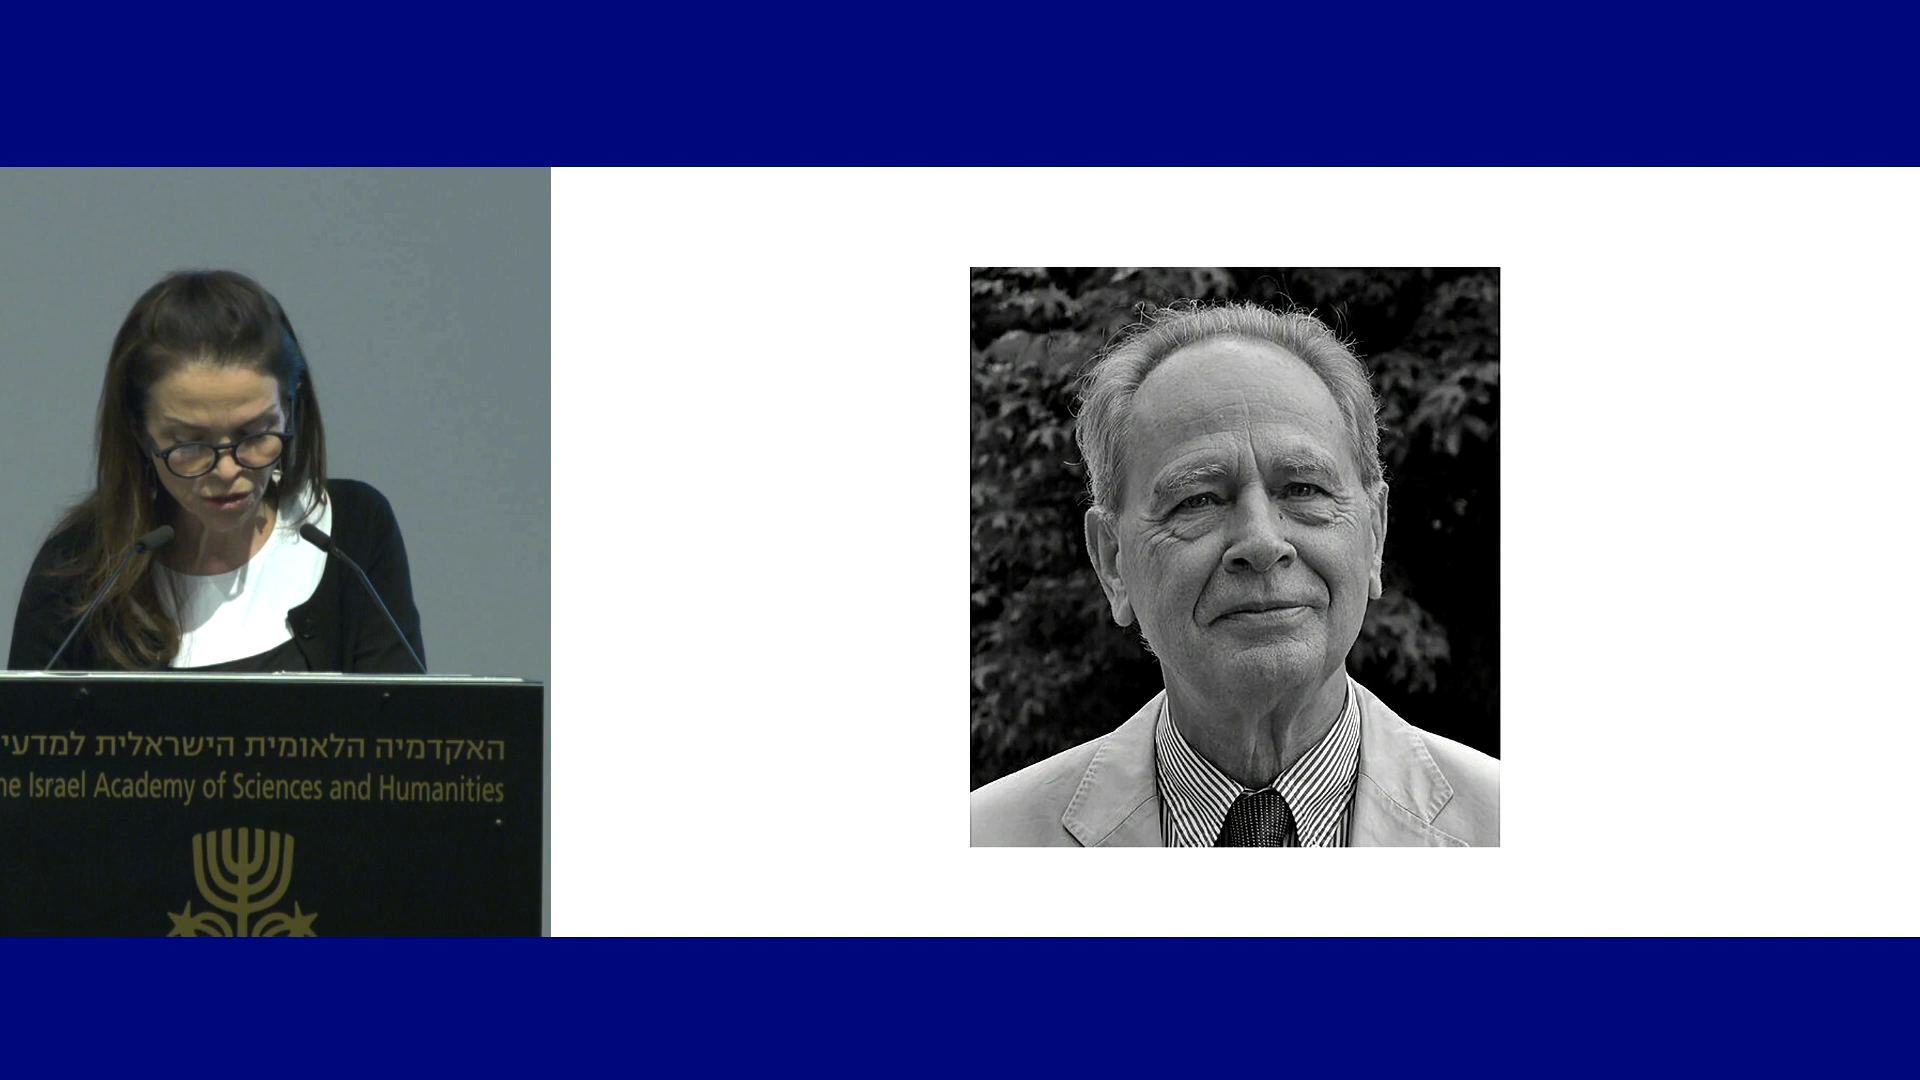 האקדמיה הלאומית הישראלית למדעי
he Israel Academy of Sciences and Humanities